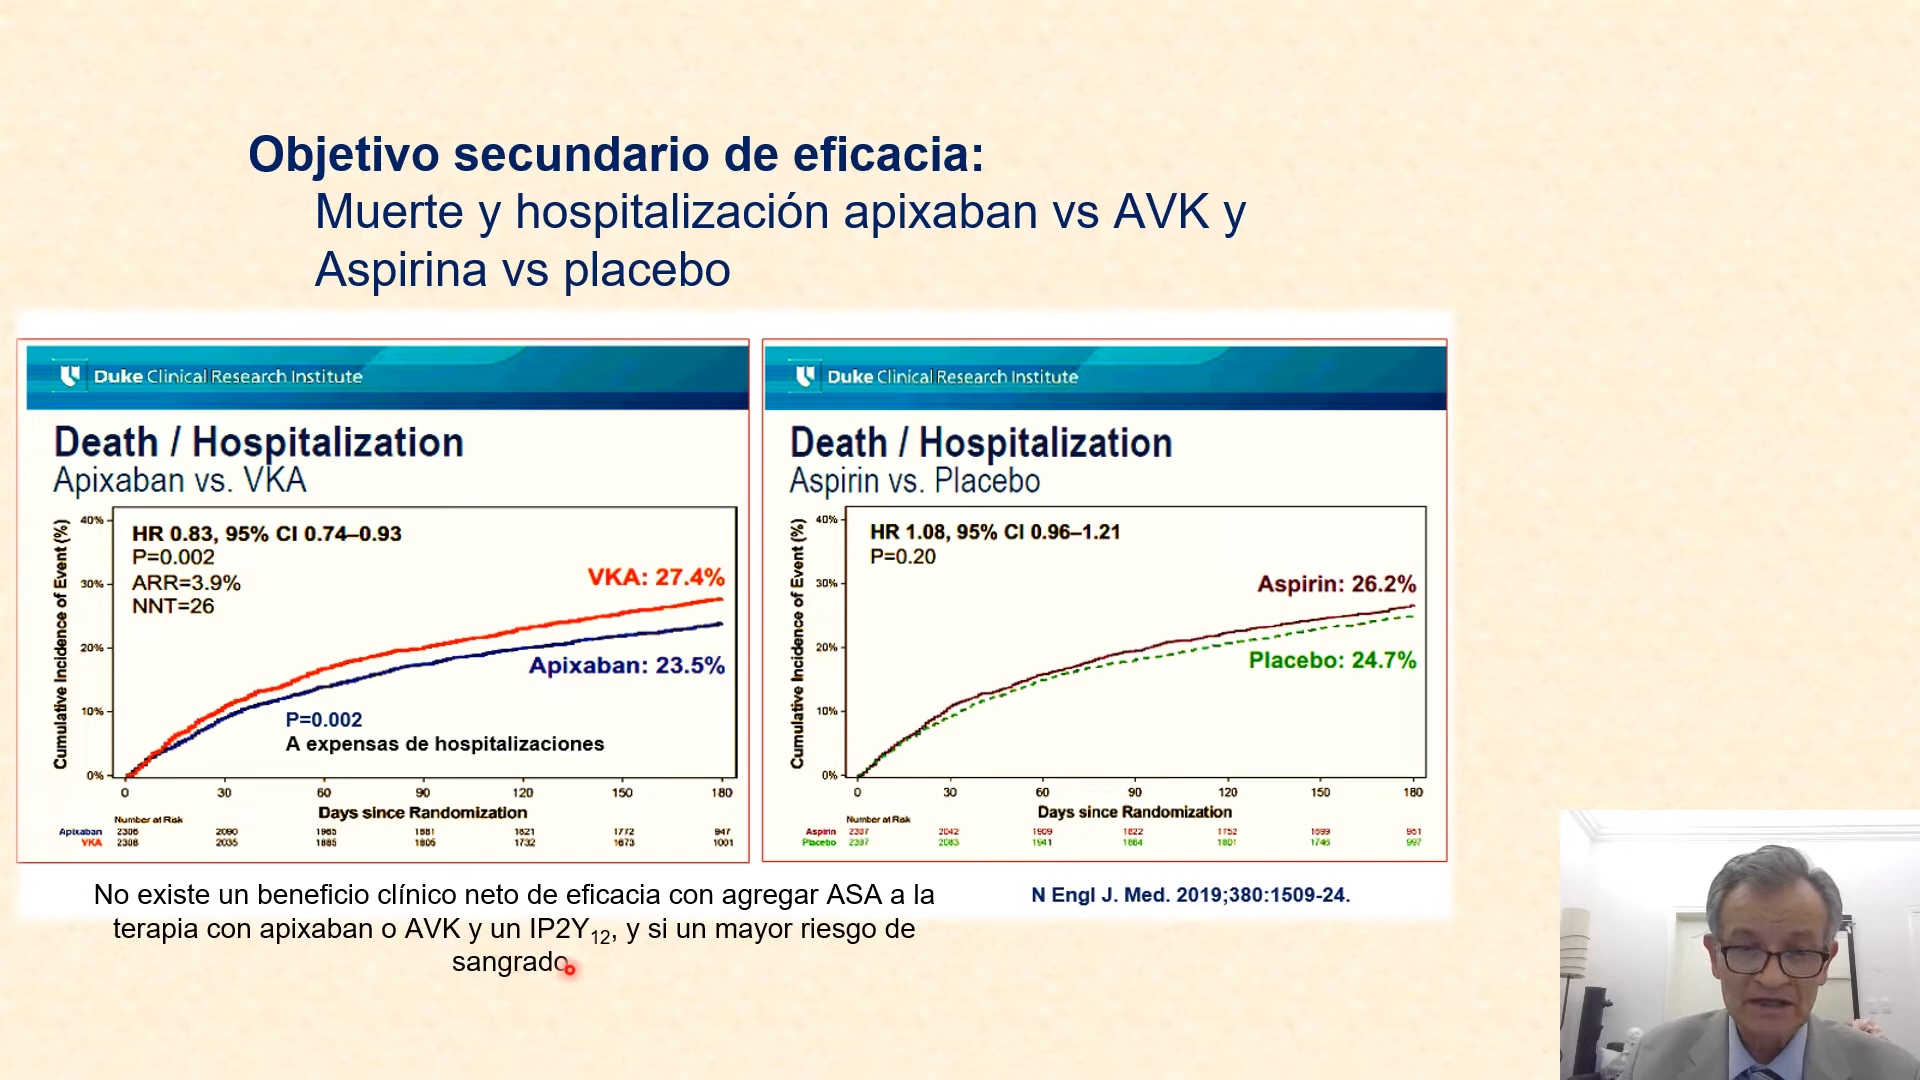 Objetivo secundario de eficacia:
Muerte y hospitalización apixaban vs AVK y
Aspirina vs placebo
Duke Clinical Research Institute
Death / Hospitalization
Apixaban vs. VKA
Cumulative Incidence of Event (%)
40%
30%
20%
10%
0%
HR 0.83, 95% CI 0.74–0.93
P=0.002
ARR=3.9%
NNT=26
VKA: 27.4%
Apixaban: 23.5%
P=0.002
A expensas de hospitalizaciones
0 30 60 90 120 150 180
Days since Randomization
Number at Risk
Apixaban 2306 2090 1965 1881 1821 1772 947
VKA 2308 2035 1885 1805 1732 1673 1001
Duke Clinical Research Institute
Death / Hospitalization
Aspirin vs. Placebo
Cumulative Incidence of Event (%)
40%
30%
20%
10%
0%
HR 1.08, 95% CI 0.96–1.21
P=0.20
Aspirin: 26.2%
Placebo: 24.7%
0 30 60 90 120 150 180
Days since Randomization
Number at Risk
Aspirin 2307 2042 1909 1822 1752 1699 951
Placebo 2307 2083 1941 1864 1801 1746 997
No existe un beneficio clínico neto de eficacia con agregar ASA a la
terapia con apixaban o AVK y un IP2Y12, y si un mayor riesgo de
sangrado.
N Engl J. Med. 2019;380:1509-24.